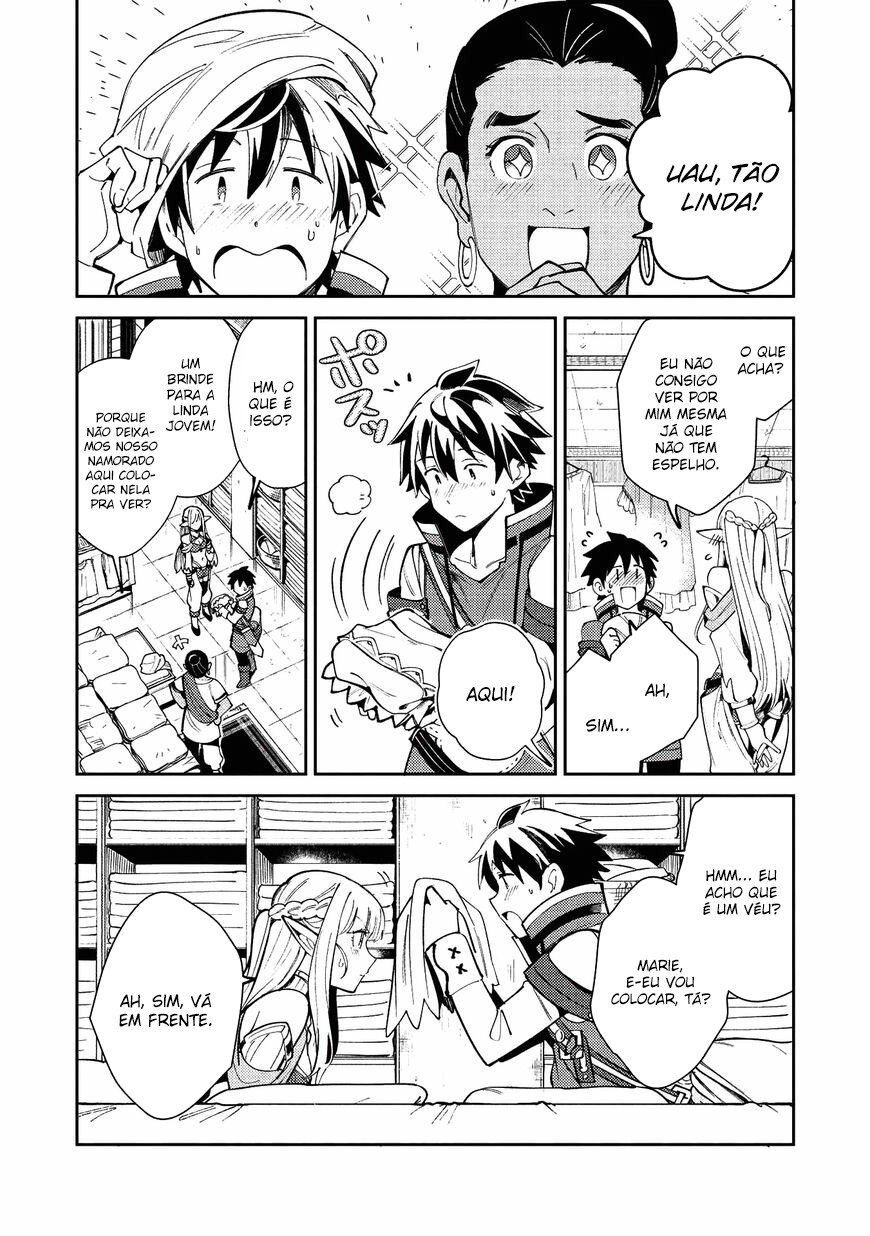 UAU, TÃO
LINDA!
O QUE
ACHA?
EU NÃO
CONSIGO
VER POR
MIM MESMA
JÁ QUE
NÃO TEM
ESPELHO.
AH,
SIM...
ポスッ
AQUI!
HM, O
QUE É
ISSO?
UM
BRINDE
PARA A
LINDA
JOVEM!
PORQUE
NÃO DEIXA-
MOS NOSSO
NAMORADO
AQUI COLO-
CAR NELA
PRA VER?
HMM... EU
ACHO QUE
É UM VÉU?
MARIE,
E-EU VOU
COLOCAR, TÁ?
AH, SIM, VÁ
EM FRENTE.